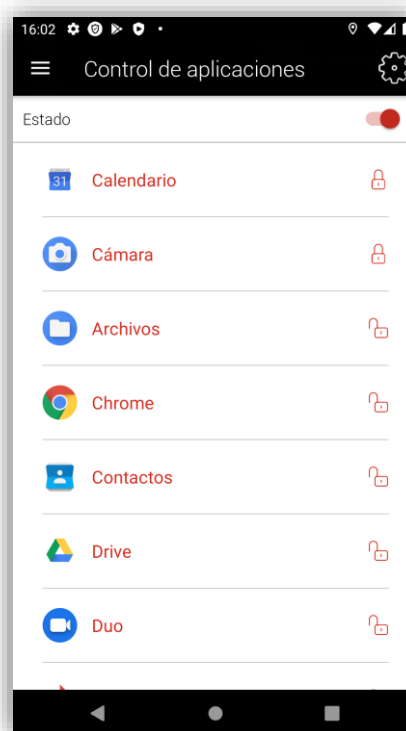 16:02
Control de aplicaciones
Estado
31 Calendario
Cámara
Archivos
Chrome
Contactos
Drive
Duo